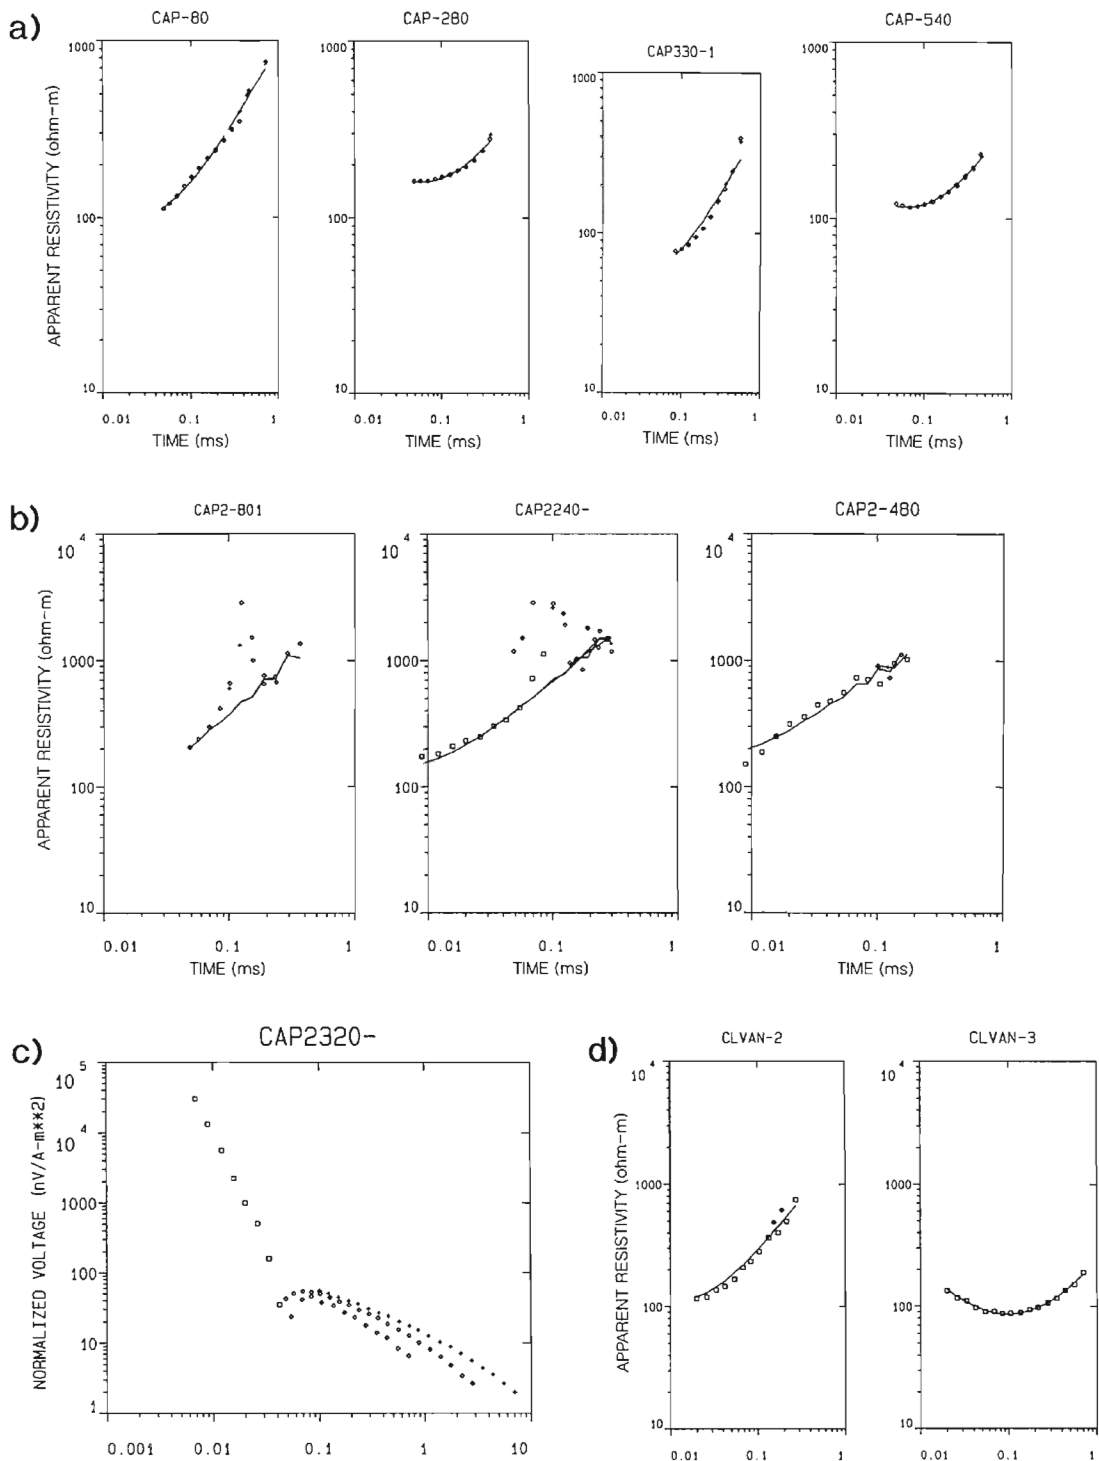 a)
CAP-80
CAP-280
CAP330-1
CAP-540
APPARENT RESISTIVITY (ohm-m)
1000
100
10
0.01 0.1 1
TIME (ms)
1000
100
10
0.01 0.1 1
TIME (ms)
1000
100
10
0.01 0.1 1
TIME (ms)
1000
100
10
0.01 0.1 1
TIME (ms)
b)
CAP2-801
CAP2240-
CAP2-480
APPARENT RESISTIVITY (ohm-m)
10 4
1000
100
10
0.01 0.1 1
TIME (ms)
10 4
1000
100
10
0.01 0.1 1
TIME (ms)
10 4
1000
100
10
0.01 0.1 1
TIME (ms)
c)
CAP2320-
NORMALIZED VOLTAGE (nV/A-m**2)
10 5
10 4
1000
100
10
1
0.001 0.01 0.1 1 10
d)
CLVAN-2
CLVAN-3
APPARENT RESISTIVITY (ohm-m)
10 4
1000
100
10
0.01 0.1 1
10 4
1000
100
10
0.01 0.1 1